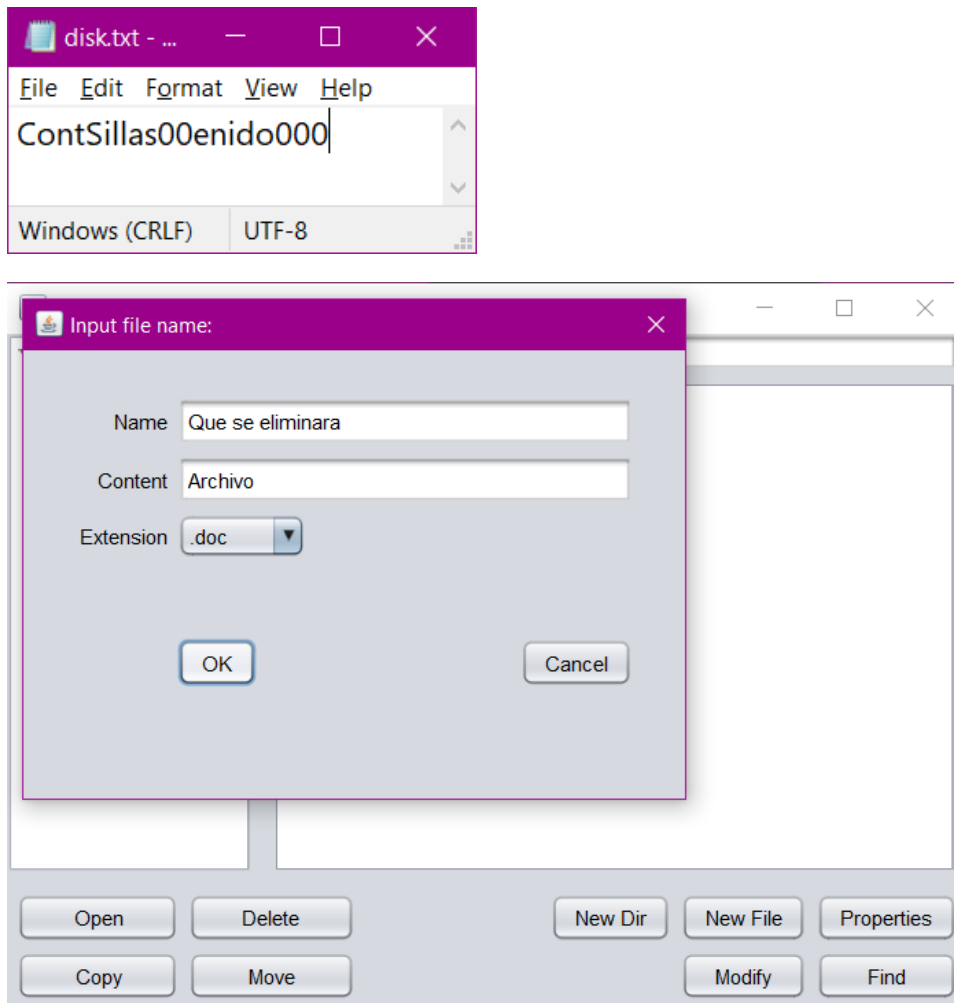 disk.txt - ...
File Edit Format View Help
ContSillas00enido000
Windows (CRLF) UTF-8
Input file name:
Name Que se eliminara
Content Archivo
Extension .doc
OK Cancel
Open Delete New Dir New File Properties
Copy Move Modify Find